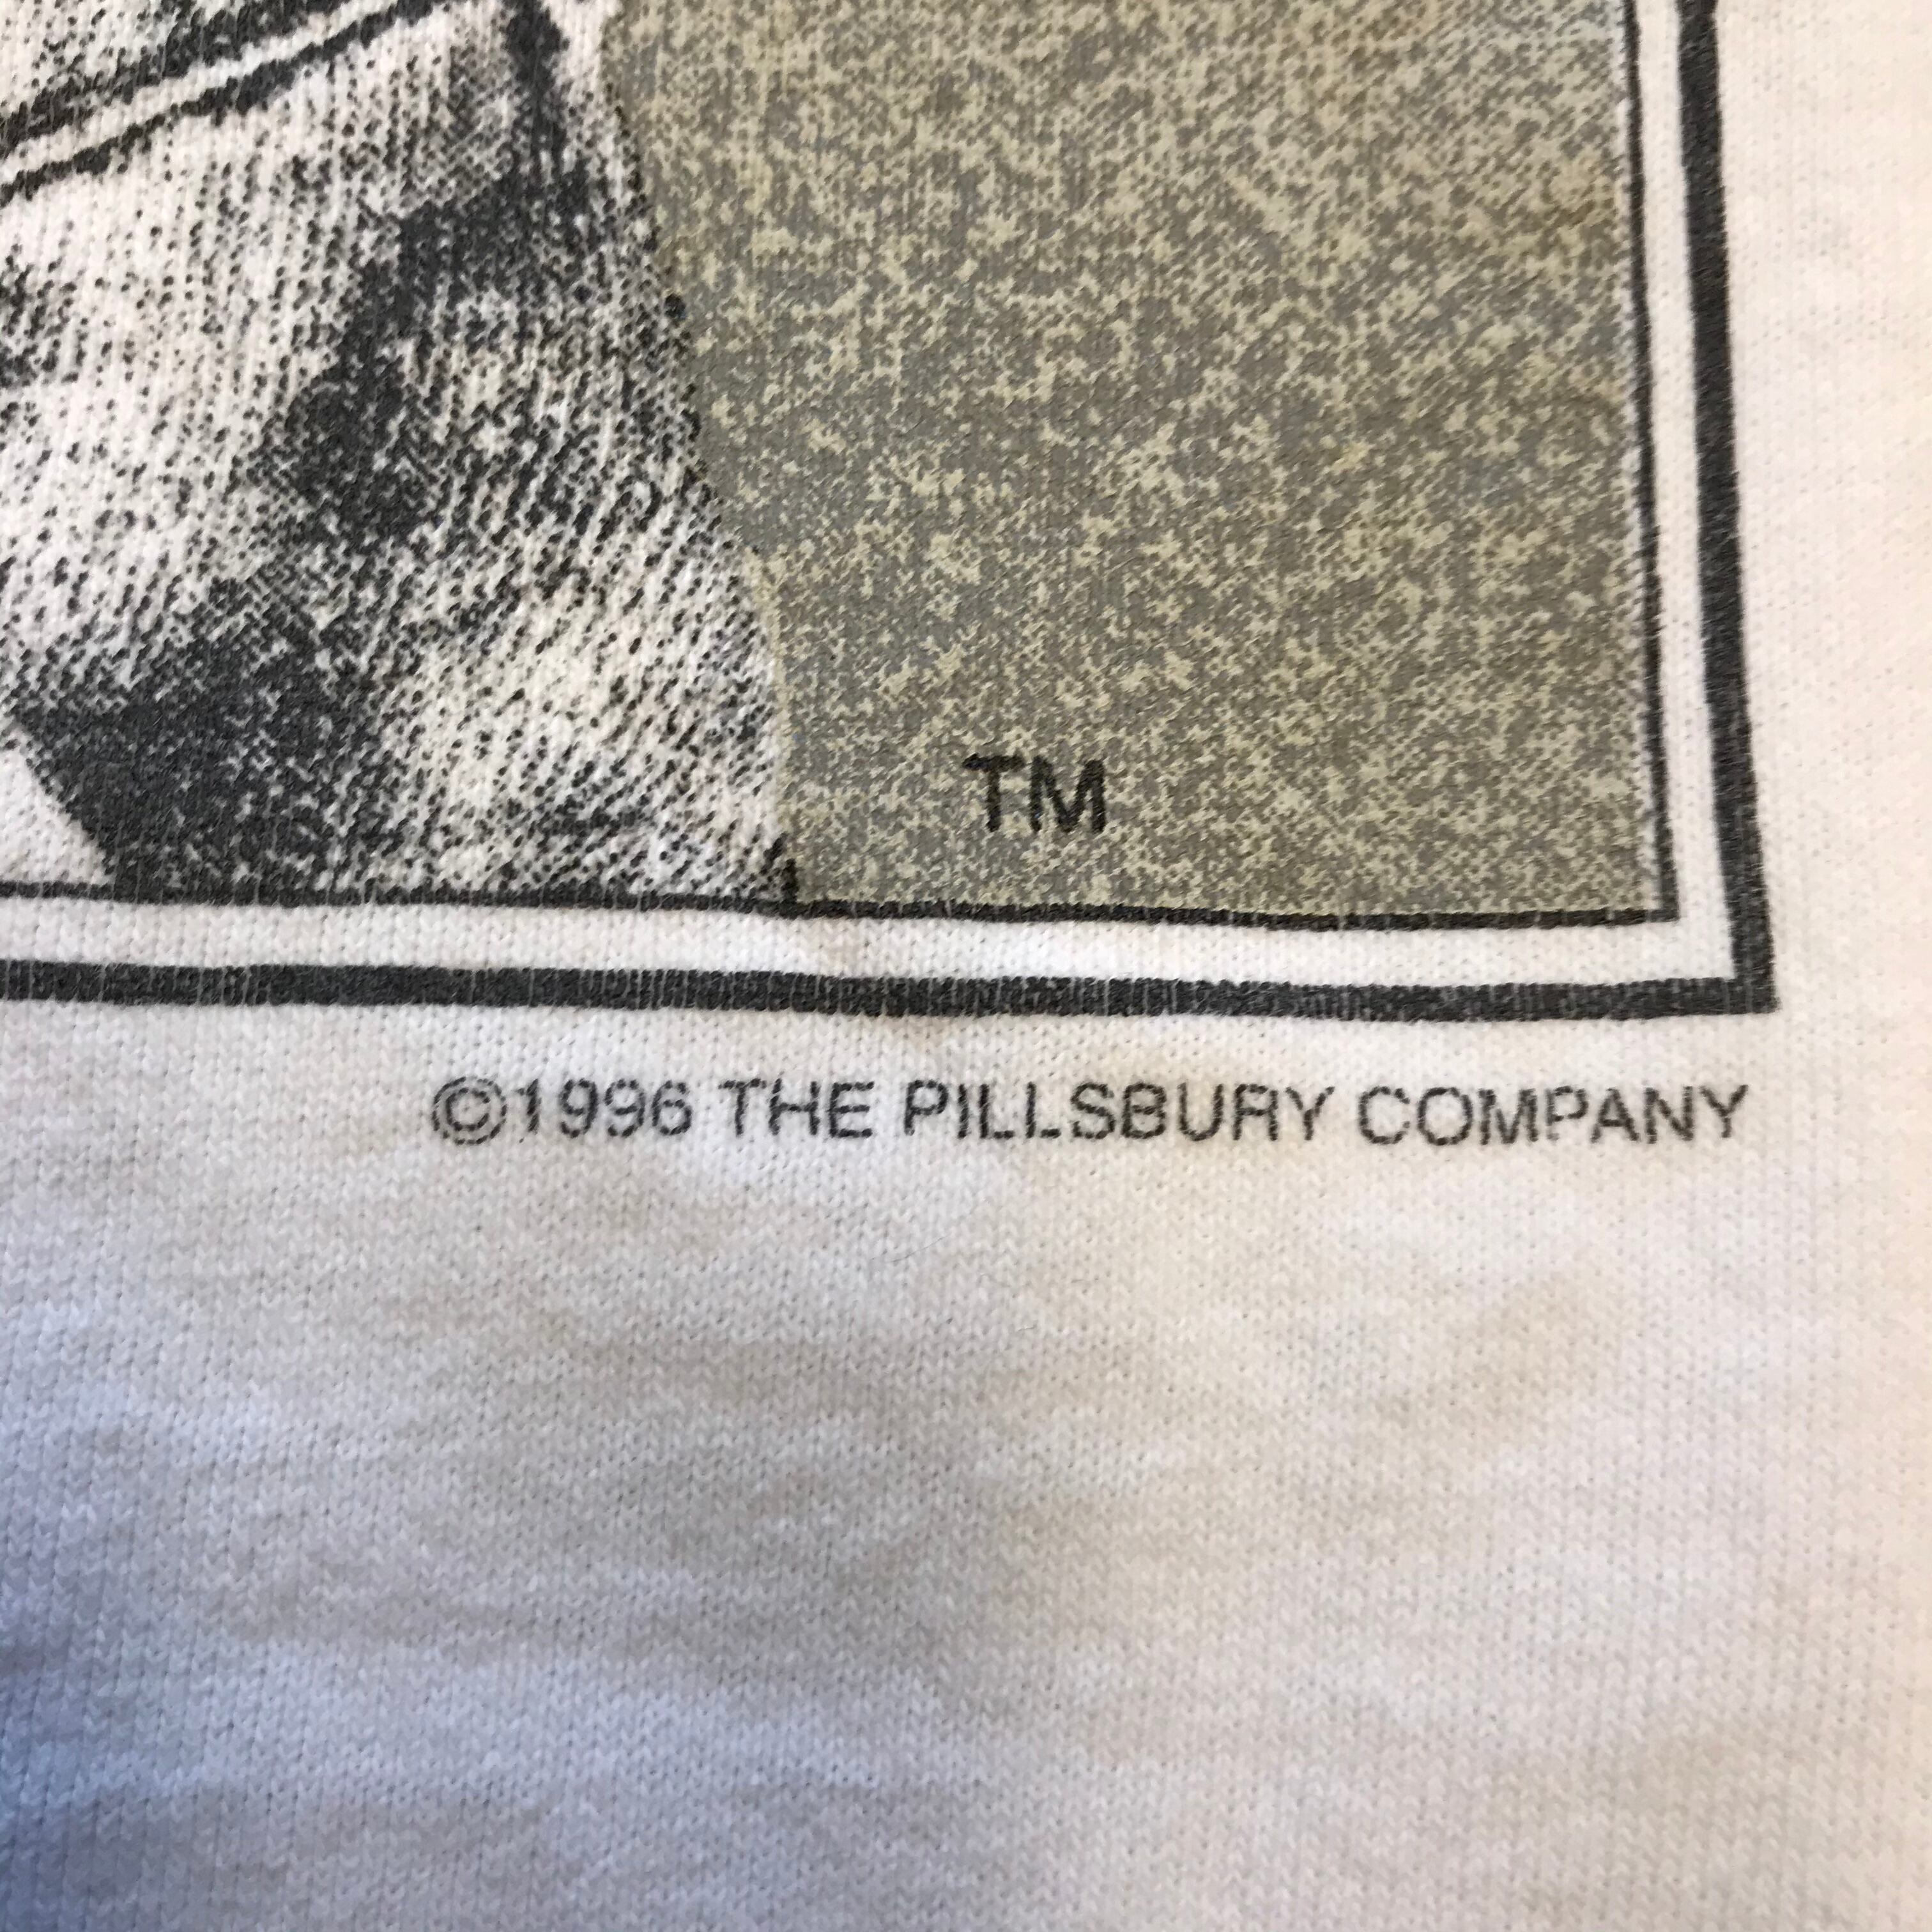 TM
©1996 THE PILLSBURY COMPANY